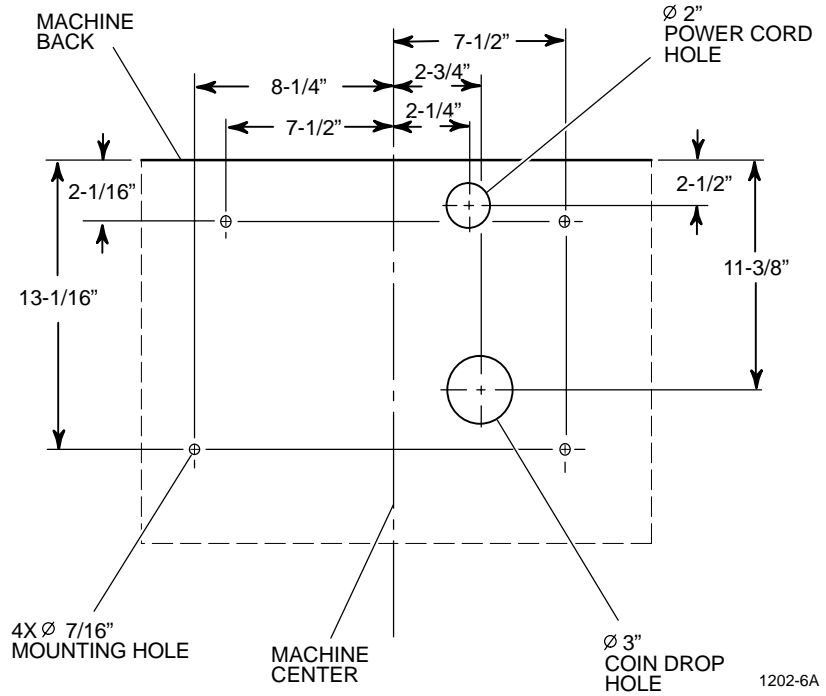 MACHINE
BACK
Ø 2”
POWER CORD
HOLE
7-1/2”
8-1/4”
2-3/4”
7-1/2”
2-1/4”
2-1/16”
2-1/2”
13-1/16”
11-3/8”
4X Ø 7/16”
MOUNTING HOLE
MACHINE
CENTER
Ø 3”
COIN DROP
HOLE
1202-6A